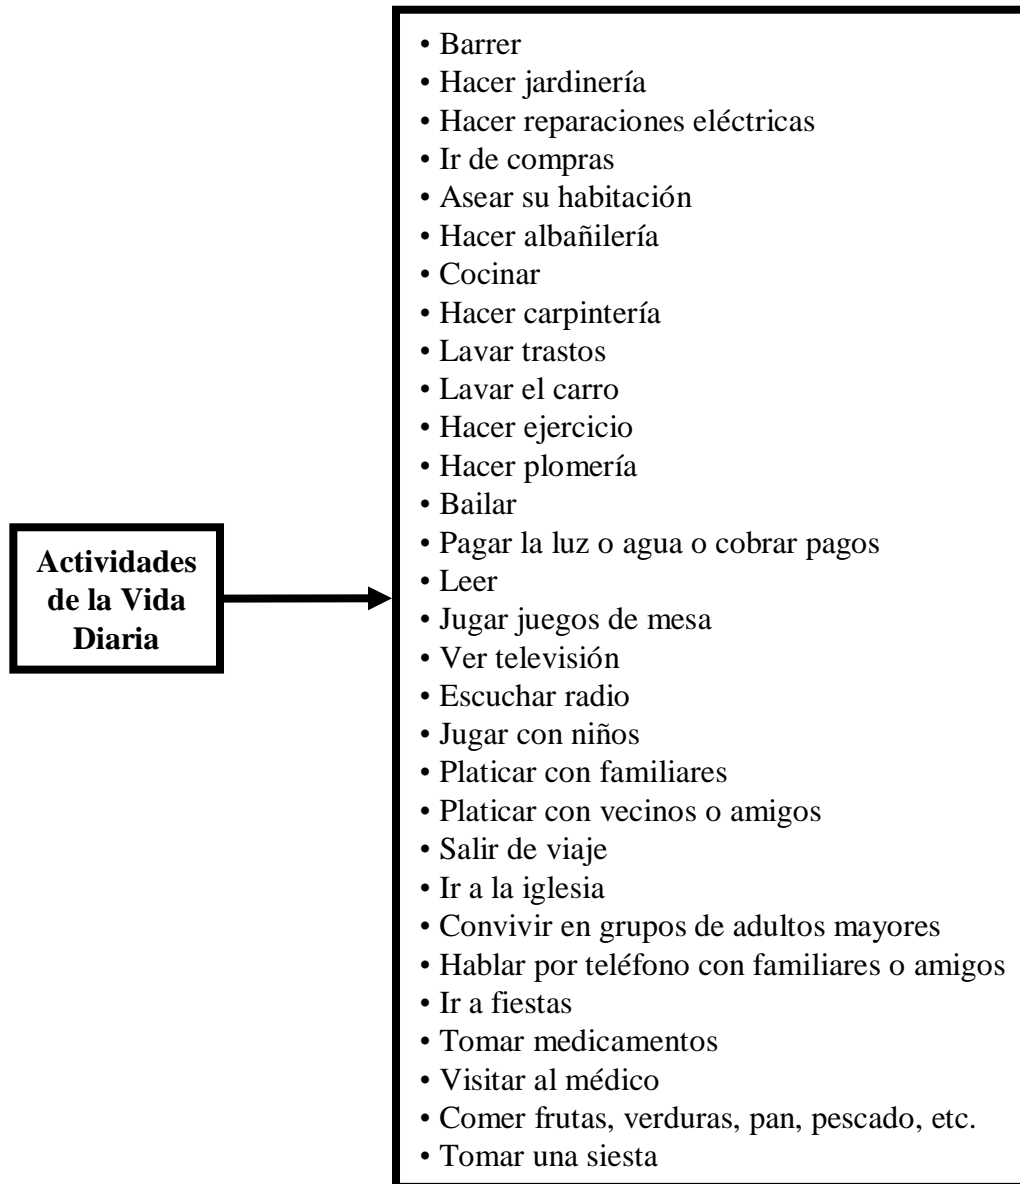 • Barrer
• Hacer jardinería
• Hacer reparaciones eléctricas
• Ir de compras
• Asear su habitación
• Hacer albañilería
• Cocinar
• Hacer carpintería
• Lavar trastos
• Lavar el carro
• Hacer ejercicio
• Hacer plomería
• Bailar
• Pagar la luz o agua o cobrar pagos
• Leer
• Jugar juegos de mesa
• Ver televisión
• Escuchar radio
• Jugar con niños
• Platicar con familiares
• Platicar con vecinos o amigos
• Salir de viaje
• Ir a la iglesia
• Convivir en grupos de adultos mayores
• Hablar por teléfono con familiares o amigos
• Ir a fiestas
• Tomar medicamentos
• Visitar al médico
• Comer frutas, verduras, pan, pescado, etc.
• Tomar una siesta
Actividades
de la Vida
Diaria